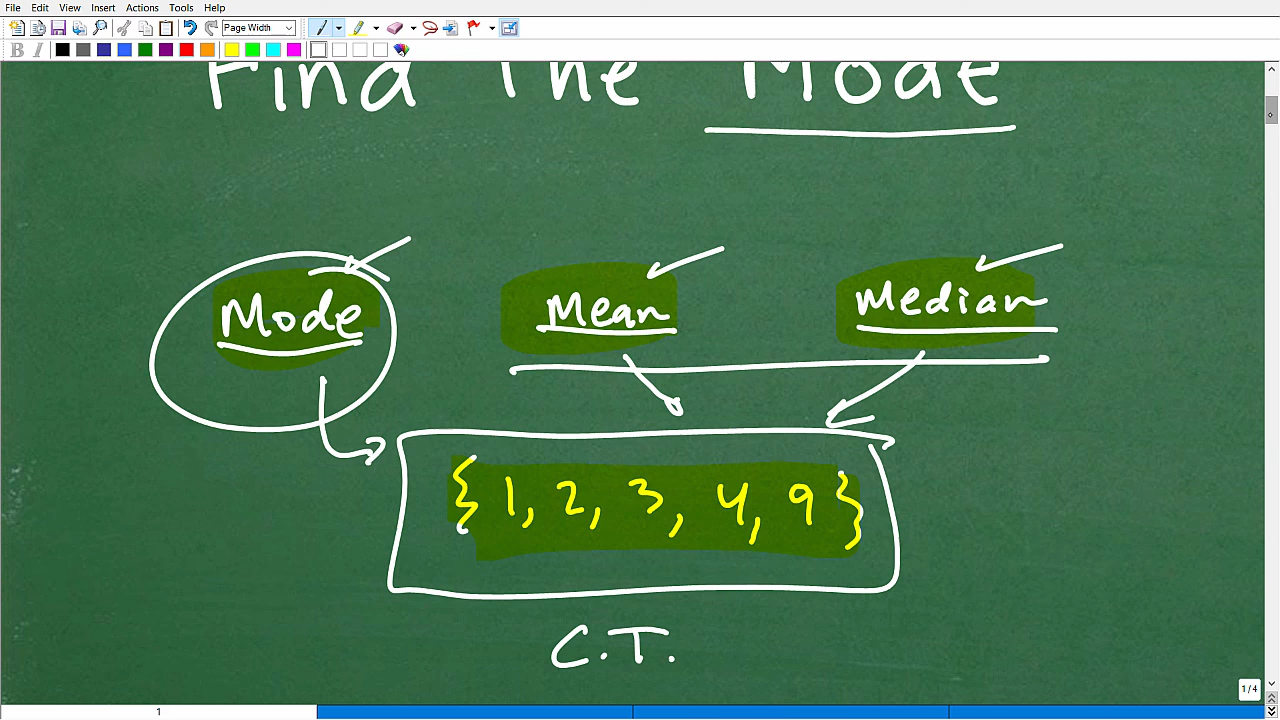 File Edit View Insert Actions Tools Help
Page Width
B I
Find The Mode
Mode Mean Median
{ 1, 2, 3, 4, 9 }
C.T.
1/4
1